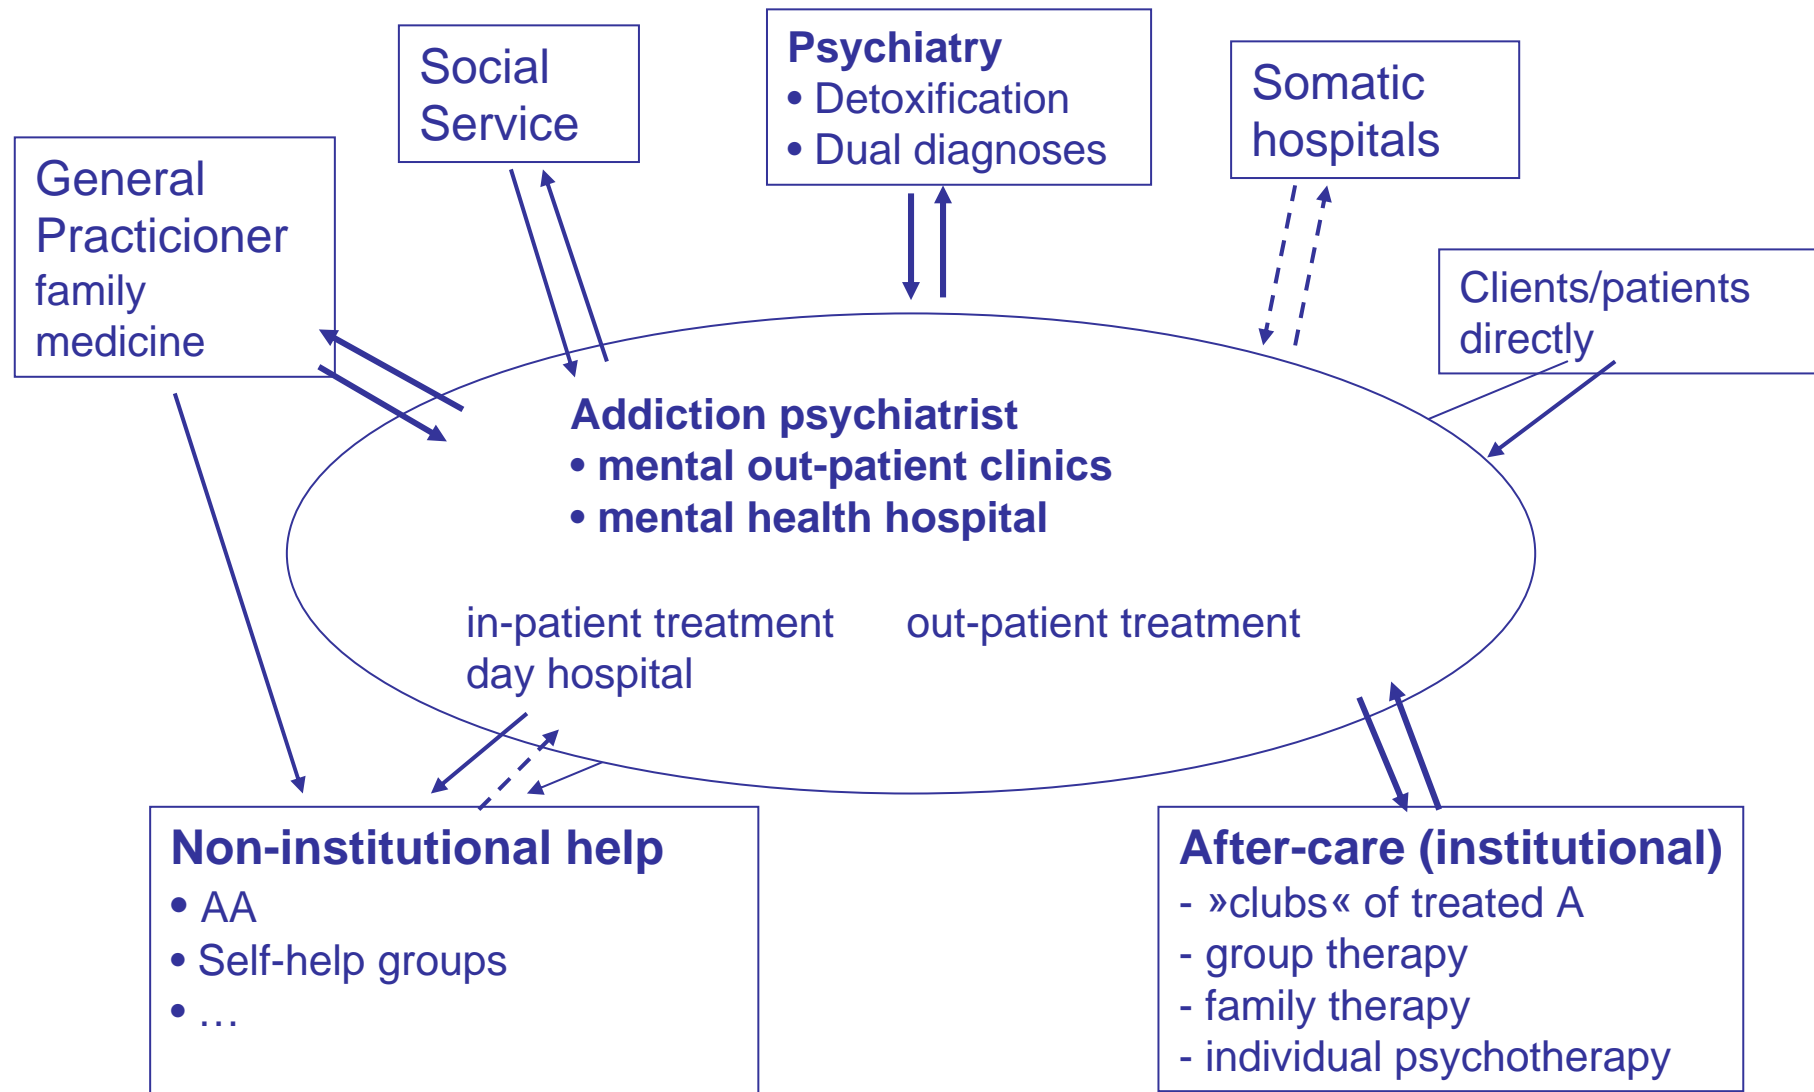 Social
Service
Psychiatry
• Detoxification
• Dual diagnoses
Somatic
hospitals
General
Practicioner
family
medicine
Clients/patients
directly
Addiction psychiatrist
• mental out-patient clinics
• mental health hospital
in-patient treatment
day hospital
out-patient treatment
Non-institutional help
• AA
• Self-help groups
• …
After-care (institutional)
- »clubs« of treated A
- group therapy
- family therapy
- individual psychotherapy